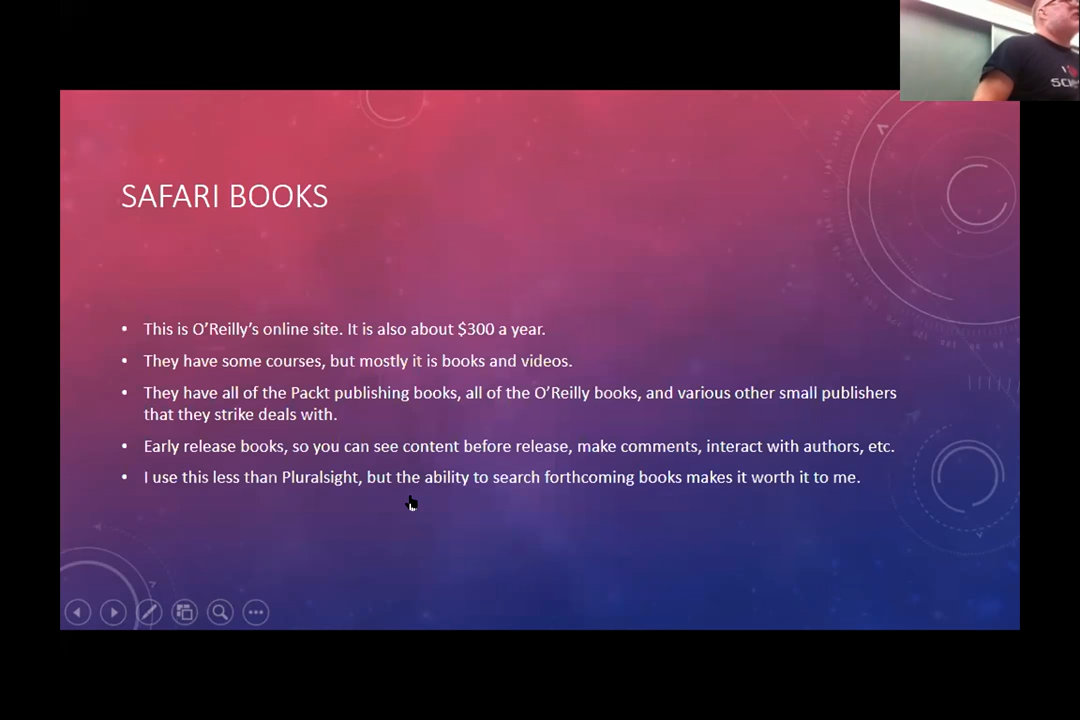 SAFARI BOOKS
• This is O’Reilly’s online site. It is also about $300 a year.
• They have some courses, but mostly it is books and videos.
• They have all of the Packt publishing books, all of the O’Reilly books, and various other small publishers
that they strike deals with.
• Early release books, so you can see content before release, make comments, interact with authors, etc.
• I use this less than Pluralsight, but the ability to search forthcoming books makes it worth it to me.